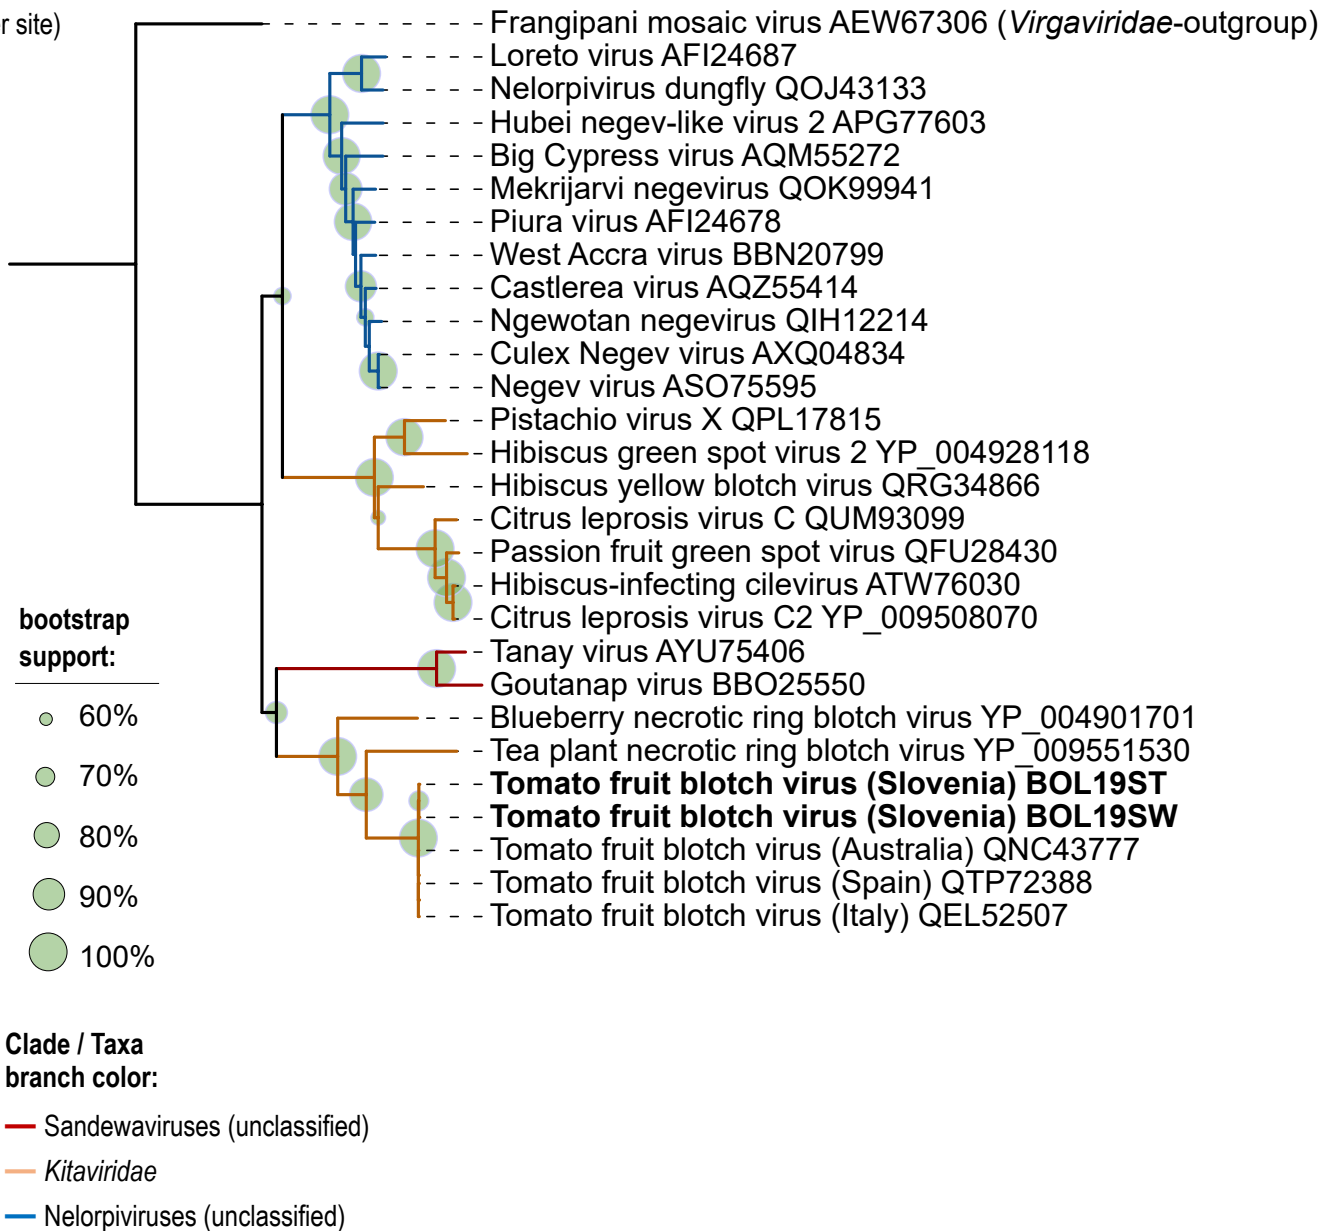 r site)
Frangipani mosaic virus AEW67306 (Virgaviridae-outgroup)
Loreto virus AFI24687
Nelorpivirus dungfly QOJ43133
Hubei negev-like virus 2 APG77603
Big Cypress virus AQM55272
Mekrijarvi negevirus QOK99941
Piura virus AFI24678
West Accra virus BBN20799
Castlerea virus AQZ55414
Ngewotan negevirus QIH12214
Culex Negev virus AXQ04834
Negev virus ASO75595
Pistachio virus X QPL17815
Hibiscus green spot virus 2 YP_004928118
Hibiscus yellow blotch virus QRG34866
Citrus leprosis virus C QUM93099
Passion fruit green spot virus QFU28430
Hibiscus-infecting cilevirus ATW76030
Citrus leprosis virus C2 YP_009508070
Tanay virus AYU75406
Goutanap virus BBO25550
Blueberry necrotic ring blotch virus YP_004901701
Tea plant necrotic ring blotch virus YP_009551530
Tomato fruit blotch virus (Slovenia) BOL19ST
Tomato fruit blotch virus (Slovenia) BOL19SW
Tomato fruit blotch virus (Australia) QNC43777
Tomato fruit blotch virus (Spain) QTP72388
Tomato fruit blotch virus (Italy) QEL52507
bootstrap
support:
60%
70%
80%
90%
100%
Clade / Taxa
branch color:
Sandewaviruses (unclassified)
Kitaviridae
Nelorpiviruses (unclassified)